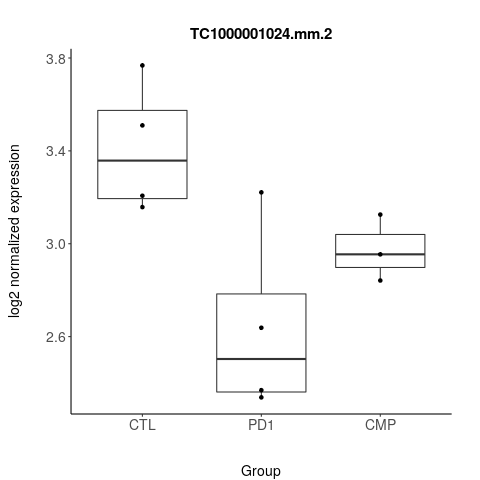 TC1000001024.mm.2
log2 normalized expression
3.8
3.4
3.0
2.6
CTL PD1 CMP
Group